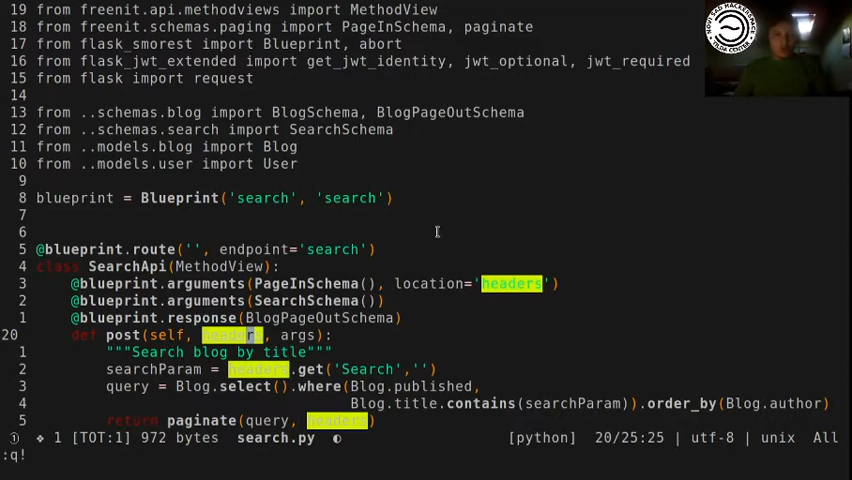 19 from freenit.api.methodviews import MethodView
18 from freenit.schemas.paging import PageInSchema, paginate
17 from flask_smorest import Blueprint, abort
16 from flask_jwt_extended import get_jwt_identity, jwt_optional, jwt_required
15 from flask import request
14
13 from ..schemas.blog import BlogSchema, BlogPageOutSchema
12 from ..schemas.search import SearchSchema
11 from ..models.blog import Blog
10 from ..models.user import User
9
8 blueprint = Blueprint('search', 'search')
7
6
5 @blueprint.route('', endpoint='search')
4 class SearchApi(MethodView):
3     @blueprint.arguments(PageInSchema(), location='headers')
2     @blueprint.arguments(SearchSchema())
1     @blueprint.response(BlogPageOutSchema)
20     def post(self, headers, args):
1         """Search blog by title"""
2         searchParam = headers.get('Search','')
3         query = Blog.select().where(Blog.published,
4                                     Blog.title.contains(searchParam)).order_by(Blog.author)
5         return paginate(query, headers)
① ❖ 1 [TOT:1] 972 bytes search.py [python] 20/25:25 | utf-8 | unix All
:q!
NOVI SAD HACKERSPACE
TILDA CENTER